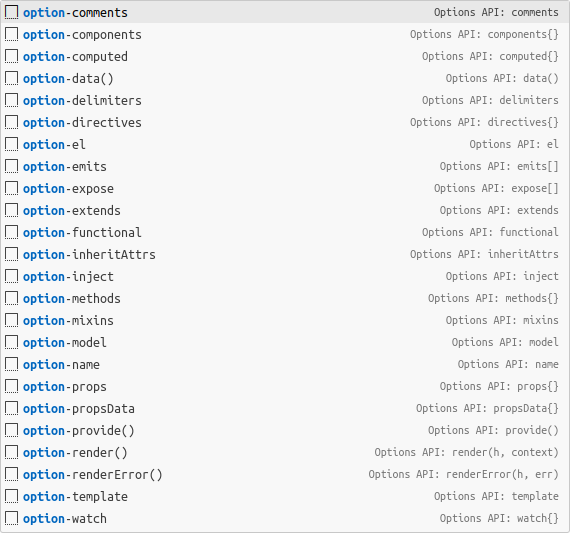 option-comments Options API: comments
option-components Options API: components{}
option-computed Options API: computed{}
option-data() Options API: data()
option-delimiters Options API: delimiters
option-directives Options API: directives{}
option-el Options API: el
option-emits Options API: emits[]
option-expose Options API: expose[]
option-extends Options API: extends
option-functional Options API: functional
option-inheritAttrs Options API: inheritAttrs
option-inject Options API: inject
option-methods Options API: methods{}
option-mixins Options API: mixins
option-model Options API: model
option-name Options API: name
option-props Options API: props{}
option-propsData Options API: propsData{}
option-provide() Options API: provide()
option-render() Options API: render(h, context)
option-renderError() Options API: renderError(h, err)
option-template Options API: template
option-watch Options API: watch{}